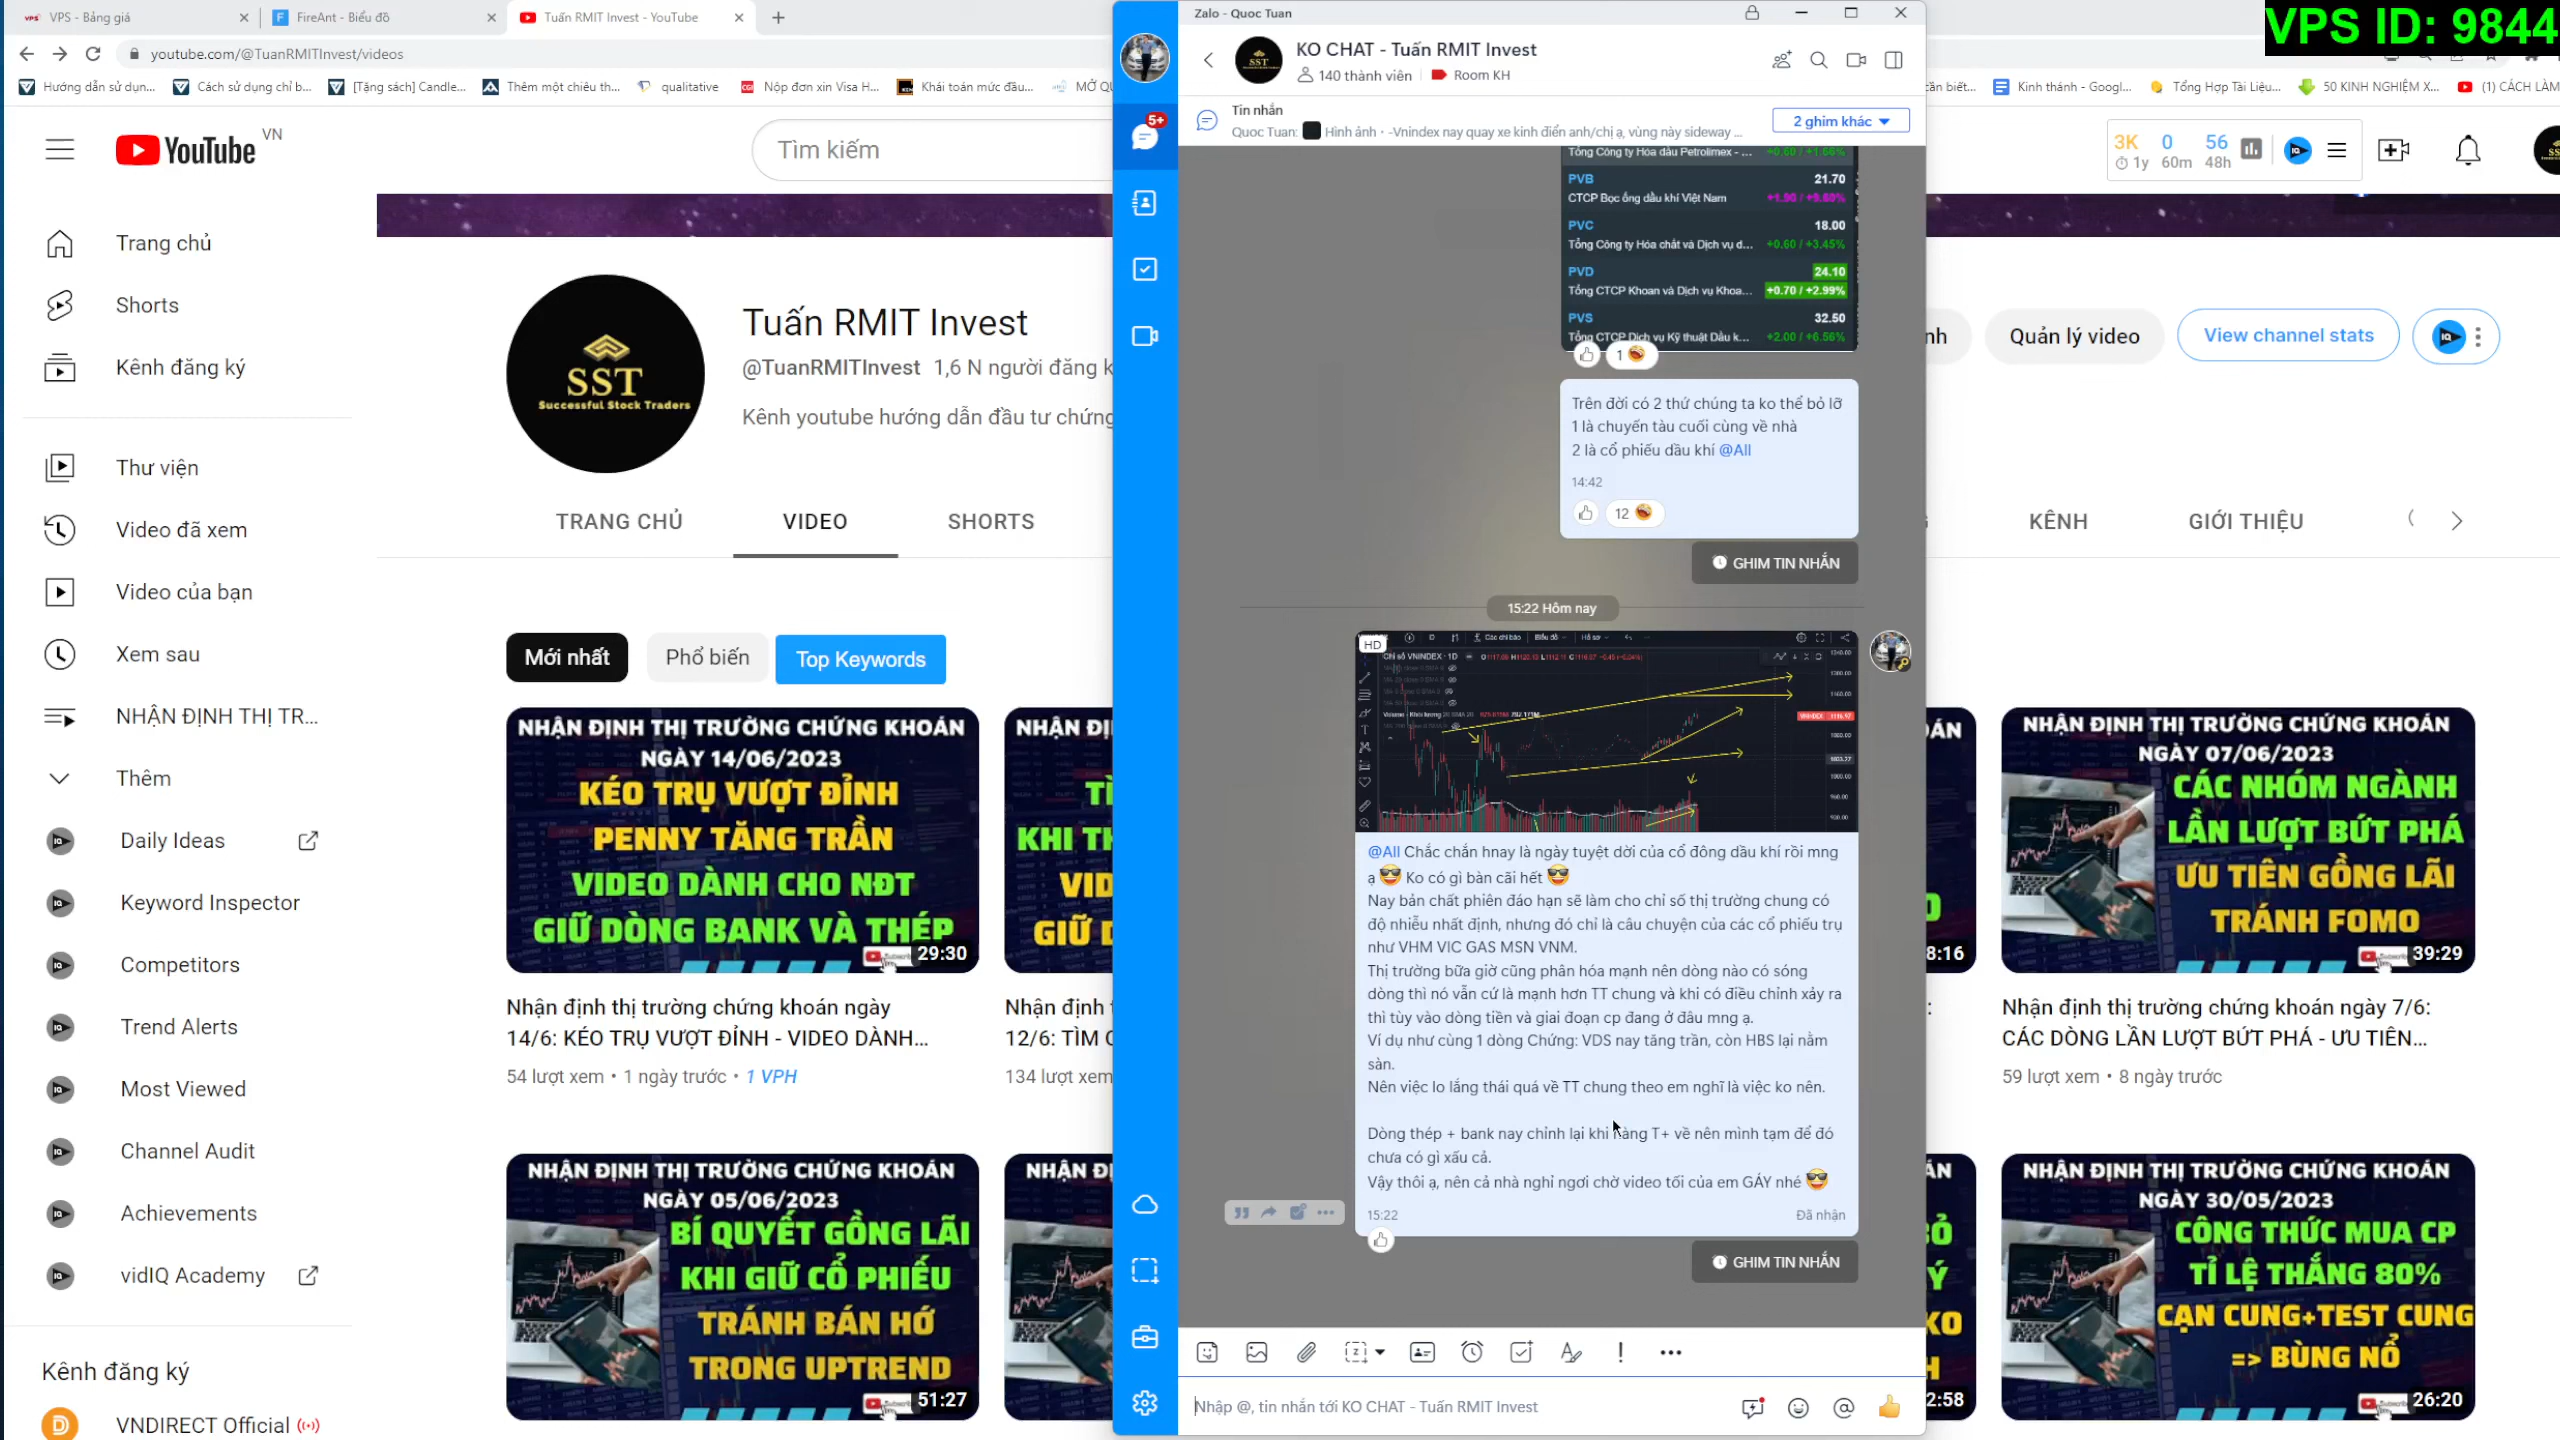 VPS - Bảng giá
FireAnt - Biểu đồ
Tuấn RMIT Invest - YouTube
youtube.com/@TuanRMITInvest/videos
Hướng dẫn sử dụn...
Cách sử dụng chỉ b...
[Tặng sách] Candle...
Thêm một chiêu th...
qualitative
Nộp đơn xin Visa H...
Khái toán mức đầu...
MỞ QU
ần biết...
Kinh thánh - Googl...
Tổng Hợp Tài Liệu...
50 KINH NGHIỆM X...
(1) CÁCH LÀM
VPS ID: 9844
YouTube VN
Tìm kiếm
3K 0 56
1y 60m 48h
Trang chủ
Shorts
Kênh đăng ký
Thư viện
Video đã xem
Video của bạn
Xem sau
NHẬN ĐỊNH THỊ TR...
Thêm
Daily Ideas
Keyword Inspector
Competitors
Trend Alerts
Most Viewed
Channel Audit
Achievements
vidIQ Academy
Kênh đăng ký
VNDIRECT Official
SST
Successful Stock Traders
Tuấn RMIT Invest
@TuanRMITInvest 1,6 N người đăng k
Kênh youtube hướng dẫn đầu tư chứng
nh
Quản lý video
View channel stats
TRANG CHỦ
VIDEO
SHORTS
KÊNH
GIỚI THIỆU
Mới nhất
Phổ biến
Top Keywords
NHẬN ĐỊNH THỊ TRƯỜNG CHỨNG KHOÁN
NGÀY 14/06/2023
KÉO TRỤ VƯỢT ĐỈNH
PENNY TĂNG TRẦN
VIDEO DÀNH CHO NĐT
GIỮ DÒNG BANK VÀ THÉP
29:30
Nhận định thị trường chứng khoán ngày
14/6: KÉO TRỤ VƯỢT ĐỈNH - VIDEO DÀNH...
54 lượt xem • 1 ngày trước • 1 VPH
NHẬN ĐỊ
TÌ
KHI TH
VID
GIỮ D
Nhận định t
12/6: TÌM C
134 lượt xem
ÁN
8:16
NHẬN ĐỊNH THỊ TRƯỜNG CHỨNG KHOÁN
NGÀY 07/06/2023
CÁC NHÓM NGÀNH
LẦN LƯỢT BỨT PHÁ
ƯU TIÊN GỒNG LÃI
TRÁNH FOMO
39:29
Nhận định thị trường chứng khoán ngày 7/6:
CÁC DÒNG LẦN LƯỢT BỨT PHÁ - ƯU TIÊN...
59 lượt xem • 8 ngày trước
NHẬN ĐỊNH THỊ TRƯỜNG CHỨNG KHOÁN
NGÀY 05/06/2023
BÍ QUYẾT GỒNG LÃI
KHI GIỮ CỔ PHIẾU
TRÁNH BÁN HỚ
TRONG UPTREND
51:27
NHẬN Đ
ÁN
2:58
NHẬN ĐỊNH THỊ TRƯỜNG CHỨNG KHOÁN
NGÀY 30/05/2023
CÔNG THỨC MUA CP
TỈ LỆ THẮNG 80%
CẠN CUNG+TEST CUNG
=> BÙNG NỔ
26:20
Zalo - Quoc Tuan
KO CHAT - Tuấn RMIT Invest
140 thành viên
Room KH
5+
Tin nhắn
Quoc Tuan: Hình ảnh · -Vnindex nay quay xe kinh điển anh/chị ạ, vùng này sideway ...
2 ghim khác
Tổng Công ty Hóa dầu Petrolimex - ... +0.60 / +1.66%
PVB 21.70
CTCP Bọc ống dầu khí Việt Nam +1.90 / +9.60%
PVC 18.00
Tổng Công ty Hóa chất và Dịch vụ d... +0.60 / +3.45%
PVD 24.10
Tổng CTCP Khoan và Dịch vụ Khoa... +0.70 / +2.99%
PVS 32.50
Tổng CTCP Dịch vụ Kỹ thuật Dầu k... +2.00 / +6.56%
1
Trên đời có 2 thứ chúng ta ko thể bỏ lỡ
1 là chuyến tàu cuối cùng về nhà
2 là cổ phiếu dầu khí @All
14:42
12
GHIM TIN NHẮN
15:22 Hôm nay
HD
Chỉ số VNINDEX · 1D
@All Chắc chắn hnay là ngày tuyệt dời của cổ đông dầu khí rồi mng
ạ Ko có gì bàn cãi hết
Nay bản chất phiên đáo hạn sẽ làm cho chỉ số thị trường chung có
độ nhiễu nhất định, nhưng đó chỉ là câu chuyện của các cổ phiếu trụ
như VHM VIC GAS MSN VNM.
Thị trường bữa giờ cũng phân hóa mạnh nên dòng nào có sóng
dòng thì nó vẫn cứ là mạnh hơn TT chung và khi có điều chỉnh xảy ra
thì tùy vào dòng tiền và giai đoạn cp đang ở đâu mng ạ.
Ví dụ như cùng 1 dòng Chứng: VDS nay tăng trần, còn HBS lại nằm
sàn.
Nên việc lo lắng thái quá về TT chung theo em nghĩ là việc ko nên.
Dòng thép + bank nay chỉnh lại khi hàng T+ về nên mình tạm để đó
chưa có gì xấu cả.
Vậy thôi ạ, nên cả nhà nghỉ ngơi chờ video tối của em GÁY nhé
15:22
Đã nhận
GHIM TIN NHẮN
Nhập @, tin nhắn tới KO CHAT - Tuấn RMIT Invest